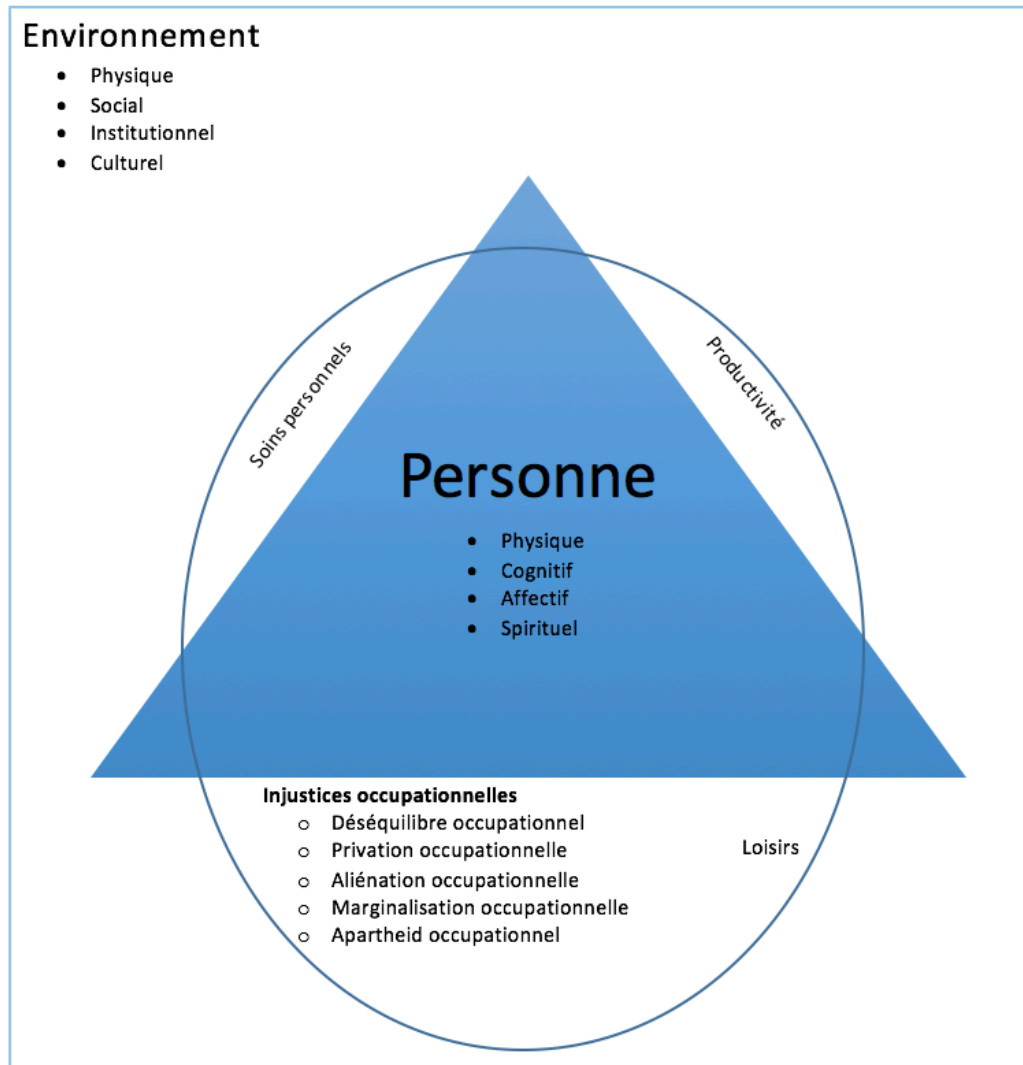 Environnement
• Physique
• Social
• Institutionnel
• Culturel
Soins personnels
Productivité
Personne
• Physique
• Cognitif
• Affectif
• Spirituel
Injustices occupationnelles
o Déséquilibre occupationnel
o Privation occupationnelle
o Aliénation occupationnelle
o Marginalisation occupationnelle
o Apartheid occupationnel
Loisirs